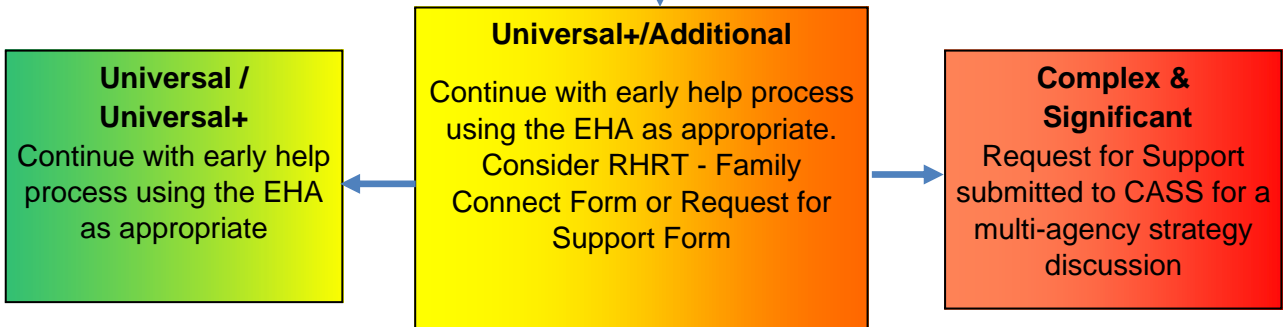 Universal /
Universal+
Continue with early help
process using the EHA
as appropriate
Universal+/Additional
Continue with early help process
using the EHA as appropriate.
Consider RHRT - Family
Connect Form or Request for
Support Form
Complex &
Significant
Request for Support
submitted to CASS for a
multi-agency strategy
discussion